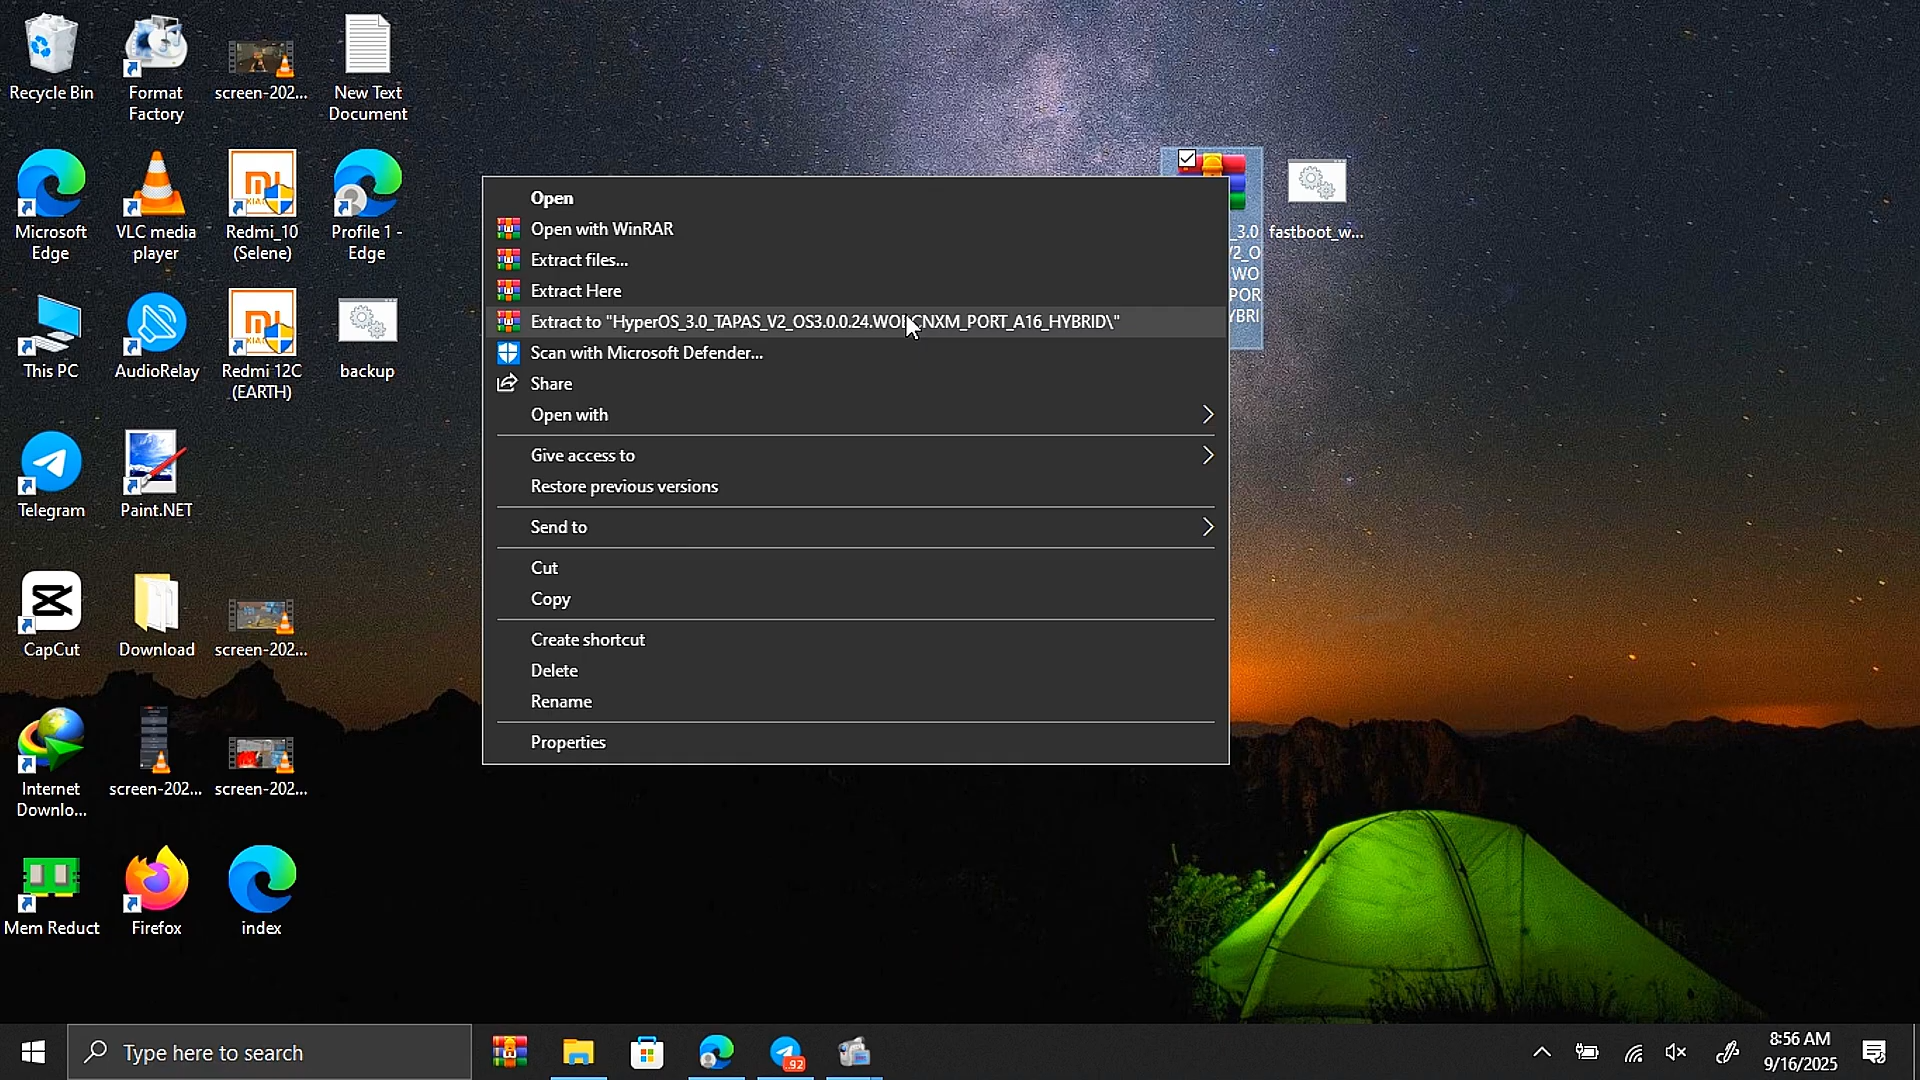 Recycle Bin
Format
Factory
screen-202...
New Text
Document
Microsoft
Edge
VLC media
player
Redmi_10
(Selene)
Profile 1 -
Edge
This PC
AudioRelay
Redmi 12C
(EARTH)
backup
Telegram
Paint.NET
CapCut
Download
screen-202...
Internet
Downlo...
screen-202...
screen-202...
Mem Reduct
Firefox
index
Open
Open with WinRAR
Extract files...
Extract Here
Extract to "HyperOS_3.0_TAPAS_V2_OS3.0.0.24.WOPCNXM_PORT_A16_HYBRID\"
Scan with Microsoft Defender...
Share
Open with
Give access to
Restore previous versions
Send to
Cut
Copy
Create shortcut
Delete
Rename
Properties
_3.0
V2_O
WO
POR
YBRI
fastboot_w...
Type here to search
92
8:56 AM
9/16/2025